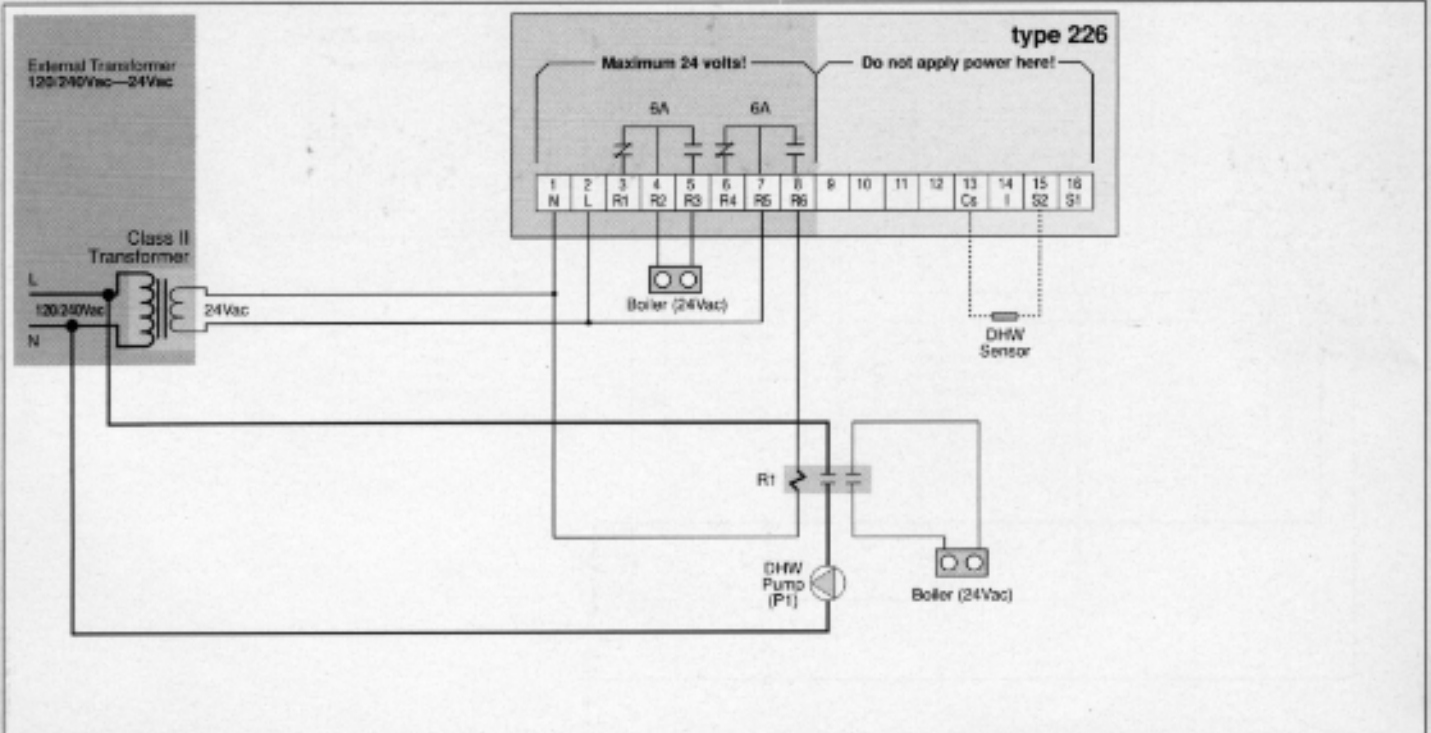 type 226
External Transformer
120/240Vac—24Vac
Maximum 24 volts!
Do not apply power here!
6A
6A
1 2 3 4 5 6 7 8 9 10 11 12 13 14 15 16
N L R1 R2 R3 R4 R5 R6 Cs I S2 S1
Class II
Transformer
L
120/240Vac
24Vac
N
Boiler (24Vac)
DHW
Sensor
R1
DHW
Pump
(P1)
Boiler (24Vac)